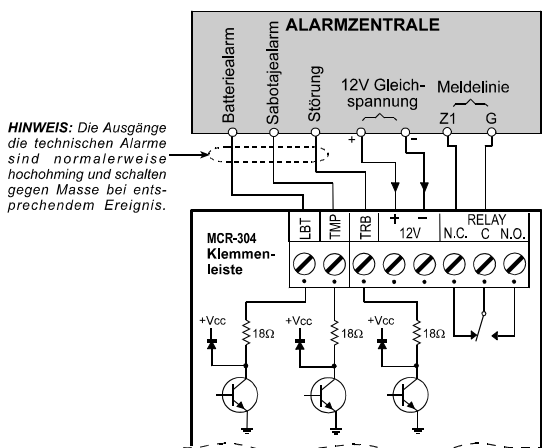 ALARMZENTRALE
Batteriealarm
Sabotajealarm
Störung
12V Gleich-
spannung
Meldelinie
Z1
G
+
-
HINWEIS: Die Ausgänge
die technischen Alarme
sind normalerweise
hochohmig und schalten
gegen Masse bei ents-
prechendem Ereignis.
MCR-304
Klemmen-
leiste
LBT
TMP
TRB
+
-
12V
RELAY
N.C. C N.O.
+Vcc
18Ω
+Vcc
18Ω
+Vcc
18Ω